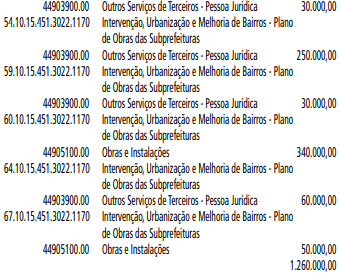 44903900.00 Outros Serviços de Terceiros - Pessoa Jurídica 30.000,00
54.10.15.451.3022.1170 Intervenção, Urbanização e Melhoria de Bairros - Plano
de Obras das Subprefeituras
44903900.00 Outros Serviços de Terceiros - Pessoa Jurídica 250.000,00
59.10.15.451.3022.1170 Intervenção, Urbanização e Melhoria de Bairros - Plano
de Obras das Subprefeituras
44903900.00 Outros Serviços de Terceiros - Pessoa Jurídica 30.000,00
60.10.15.451.3022.1170 Intervenção, Urbanização e Melhoria de Bairros - Plano
de Obras das Subprefeituras
44905100.00 Obras e Instalações 340.000,00
64.10.15.451.3022.1170 Intervenção, Urbanização e Melhoria de Bairros - Plano
de Obras das Subprefeituras
44903900.00 Outros Serviços de Terceiros - Pessoa Jurídica 60.000,00
67.10.15.451.3022.1170 Intervenção, Urbanização e Melhoria de Bairros - Plano
de Obras das Subprefeituras
44905100.00 Obras e Instalações 50.000,00
1.260.000,00